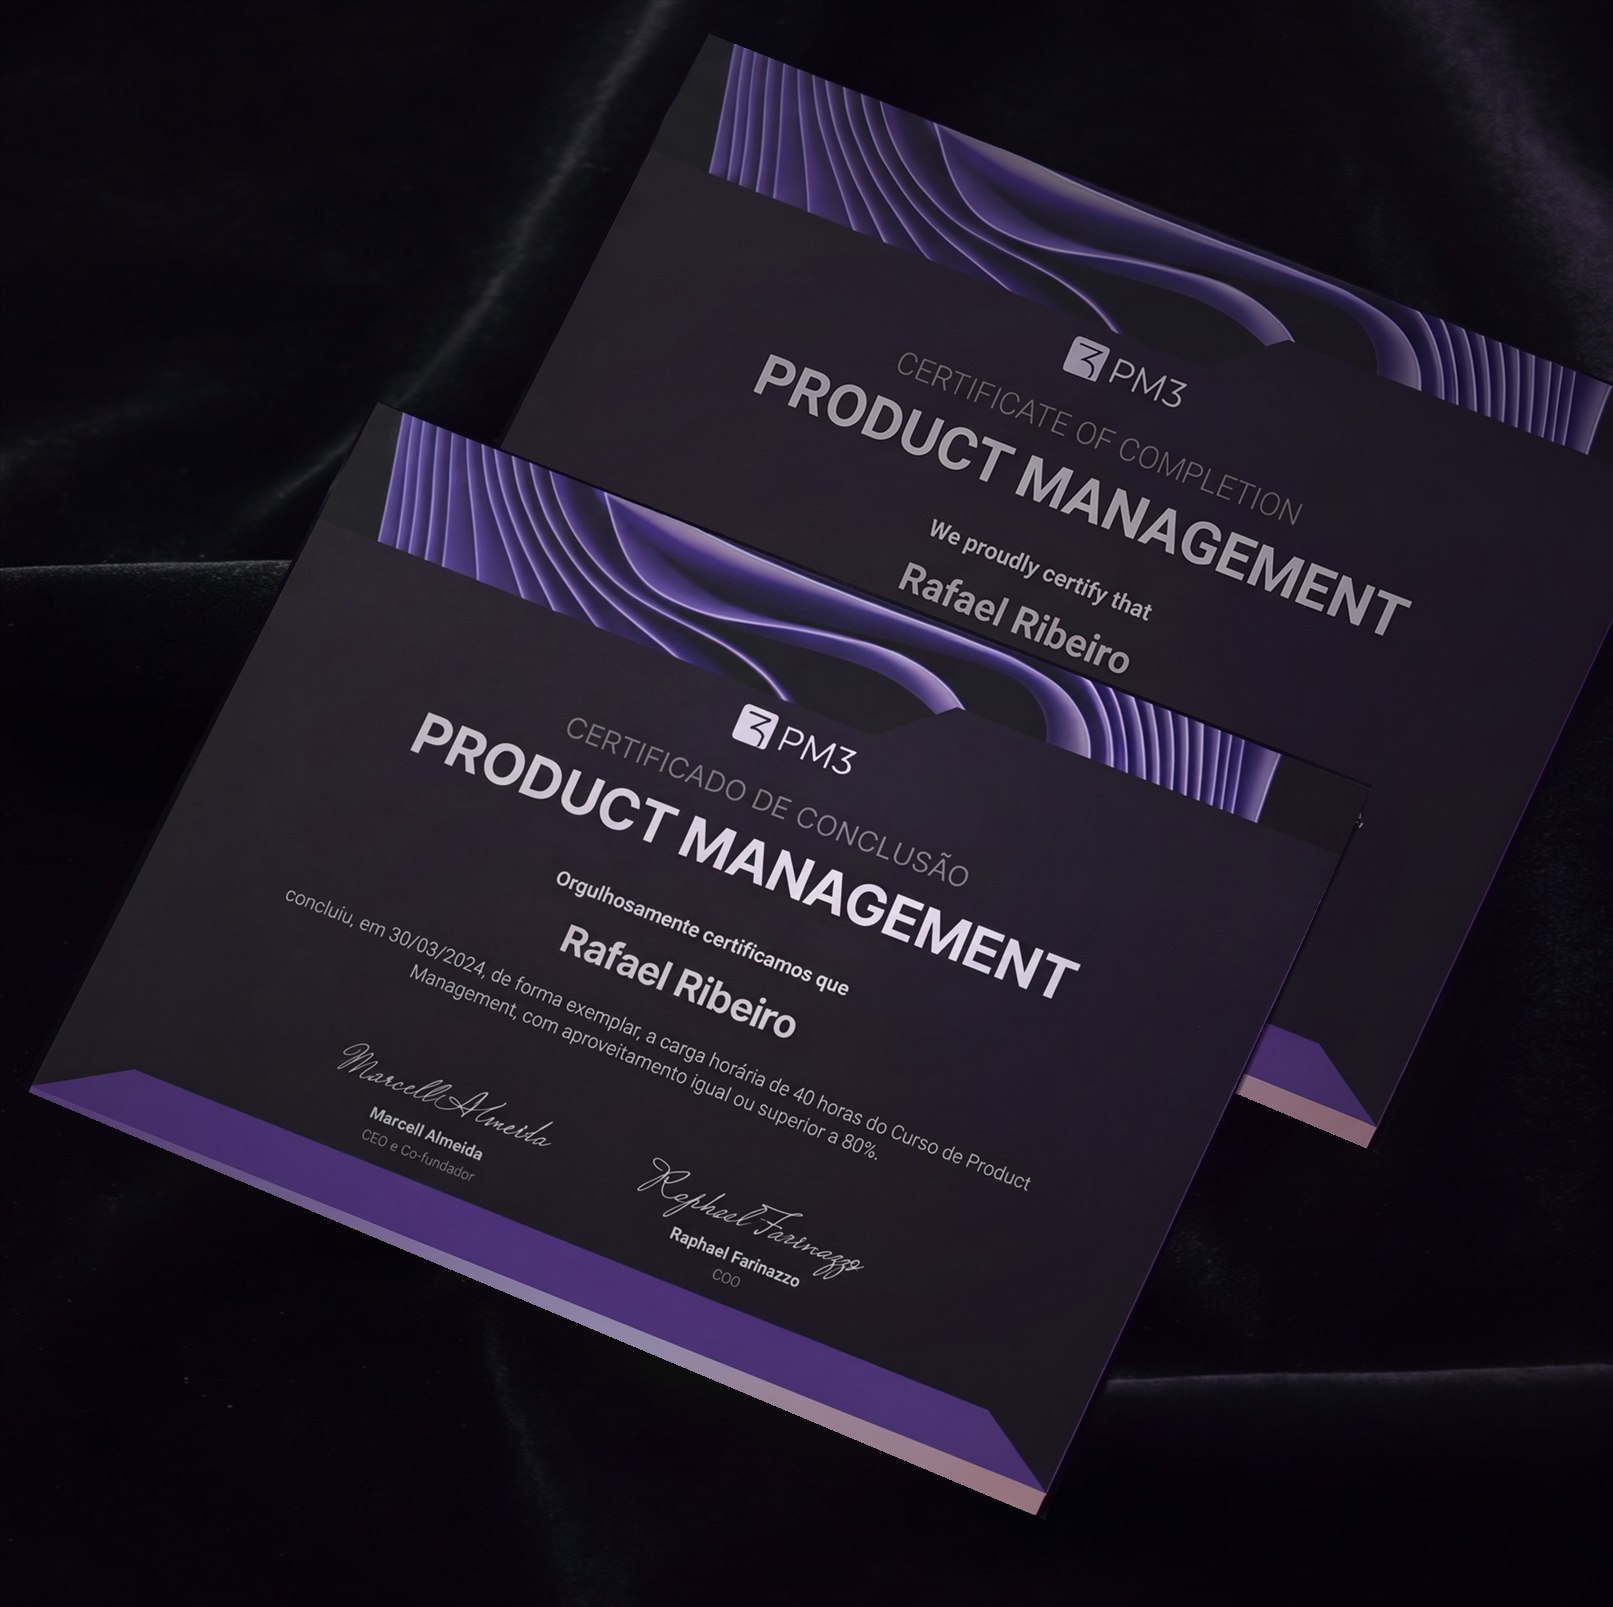 PM3
CERTIFICATE OF COMPLETION
PRODUCT MANAGEMENT
We proudly certify that
Rafael Ribeiro
PM3
CERTIFICADO DE CONCLUSÃO
PRODUCT MANAGEMENT
Orgulhosamente certificamos que
Rafael Ribeiro
concluiu, em 30/03/2024, de forma exemplar, a carga horária de 40 horas do Curso de Product
Management, com aproveitamento igual ou superior a 80%.
Marcell Almeida
Marcell Almeida
CEO e Co-fundador
Raphael Farinazzo
Raphael Farinazzo
COO